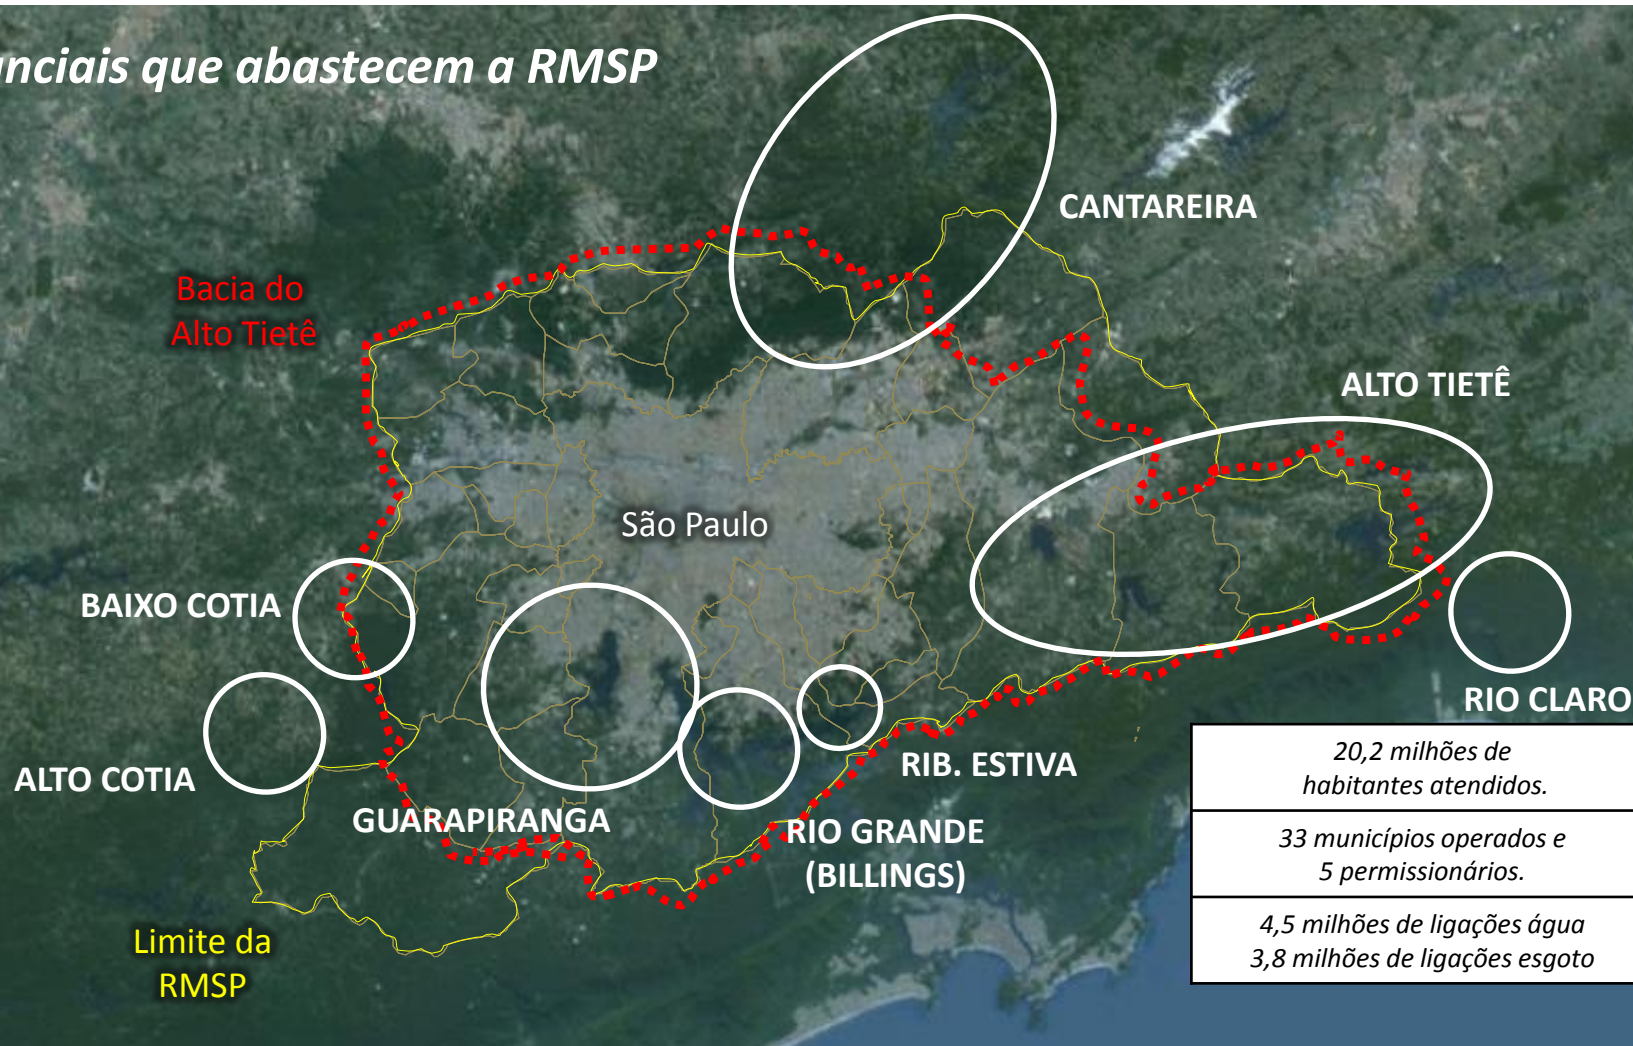 nciais que abastecem a RMSP
CANTAREIRA
Bacia do
Alto Tietê
ALTO TIETÊ
São Paulo
BAIXO COTIA
RIO CLARO
ALTO COTIA
RIB. ESTIVA
GUARAPIRANGA
RIO GRANDE
(BILLINGS)
Limite da
RMSP
20,2 milhões de
habitantes atendidos.
33 municípios operados e
5 permissionários.
4,5 milhões de ligações água
3,8 milhões de ligações esgoto